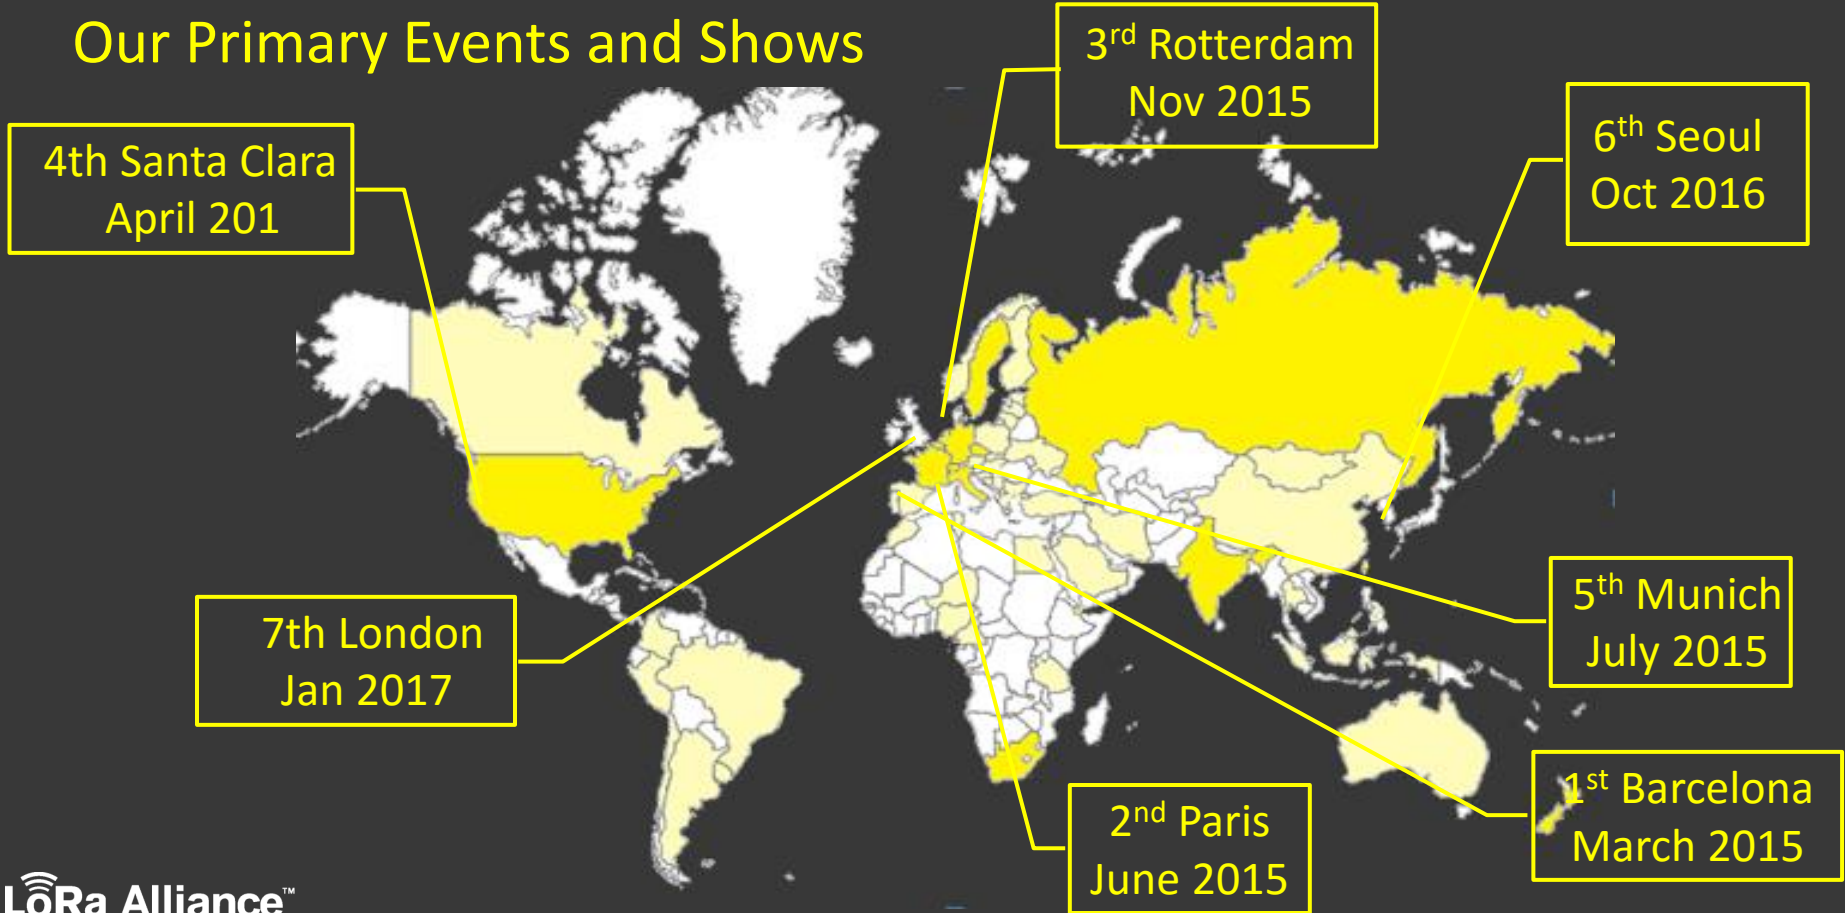 Our Primary Events and Shows
3rd Rotterdam
Nov 2015
6th Seoul
Oct 2016
4th Santa Clara
April 201
5th Munich
July 2015
7th London
Jan 2017
1st Barcelona
March 2015
2nd Paris
June 2015
LoRa Alliance™